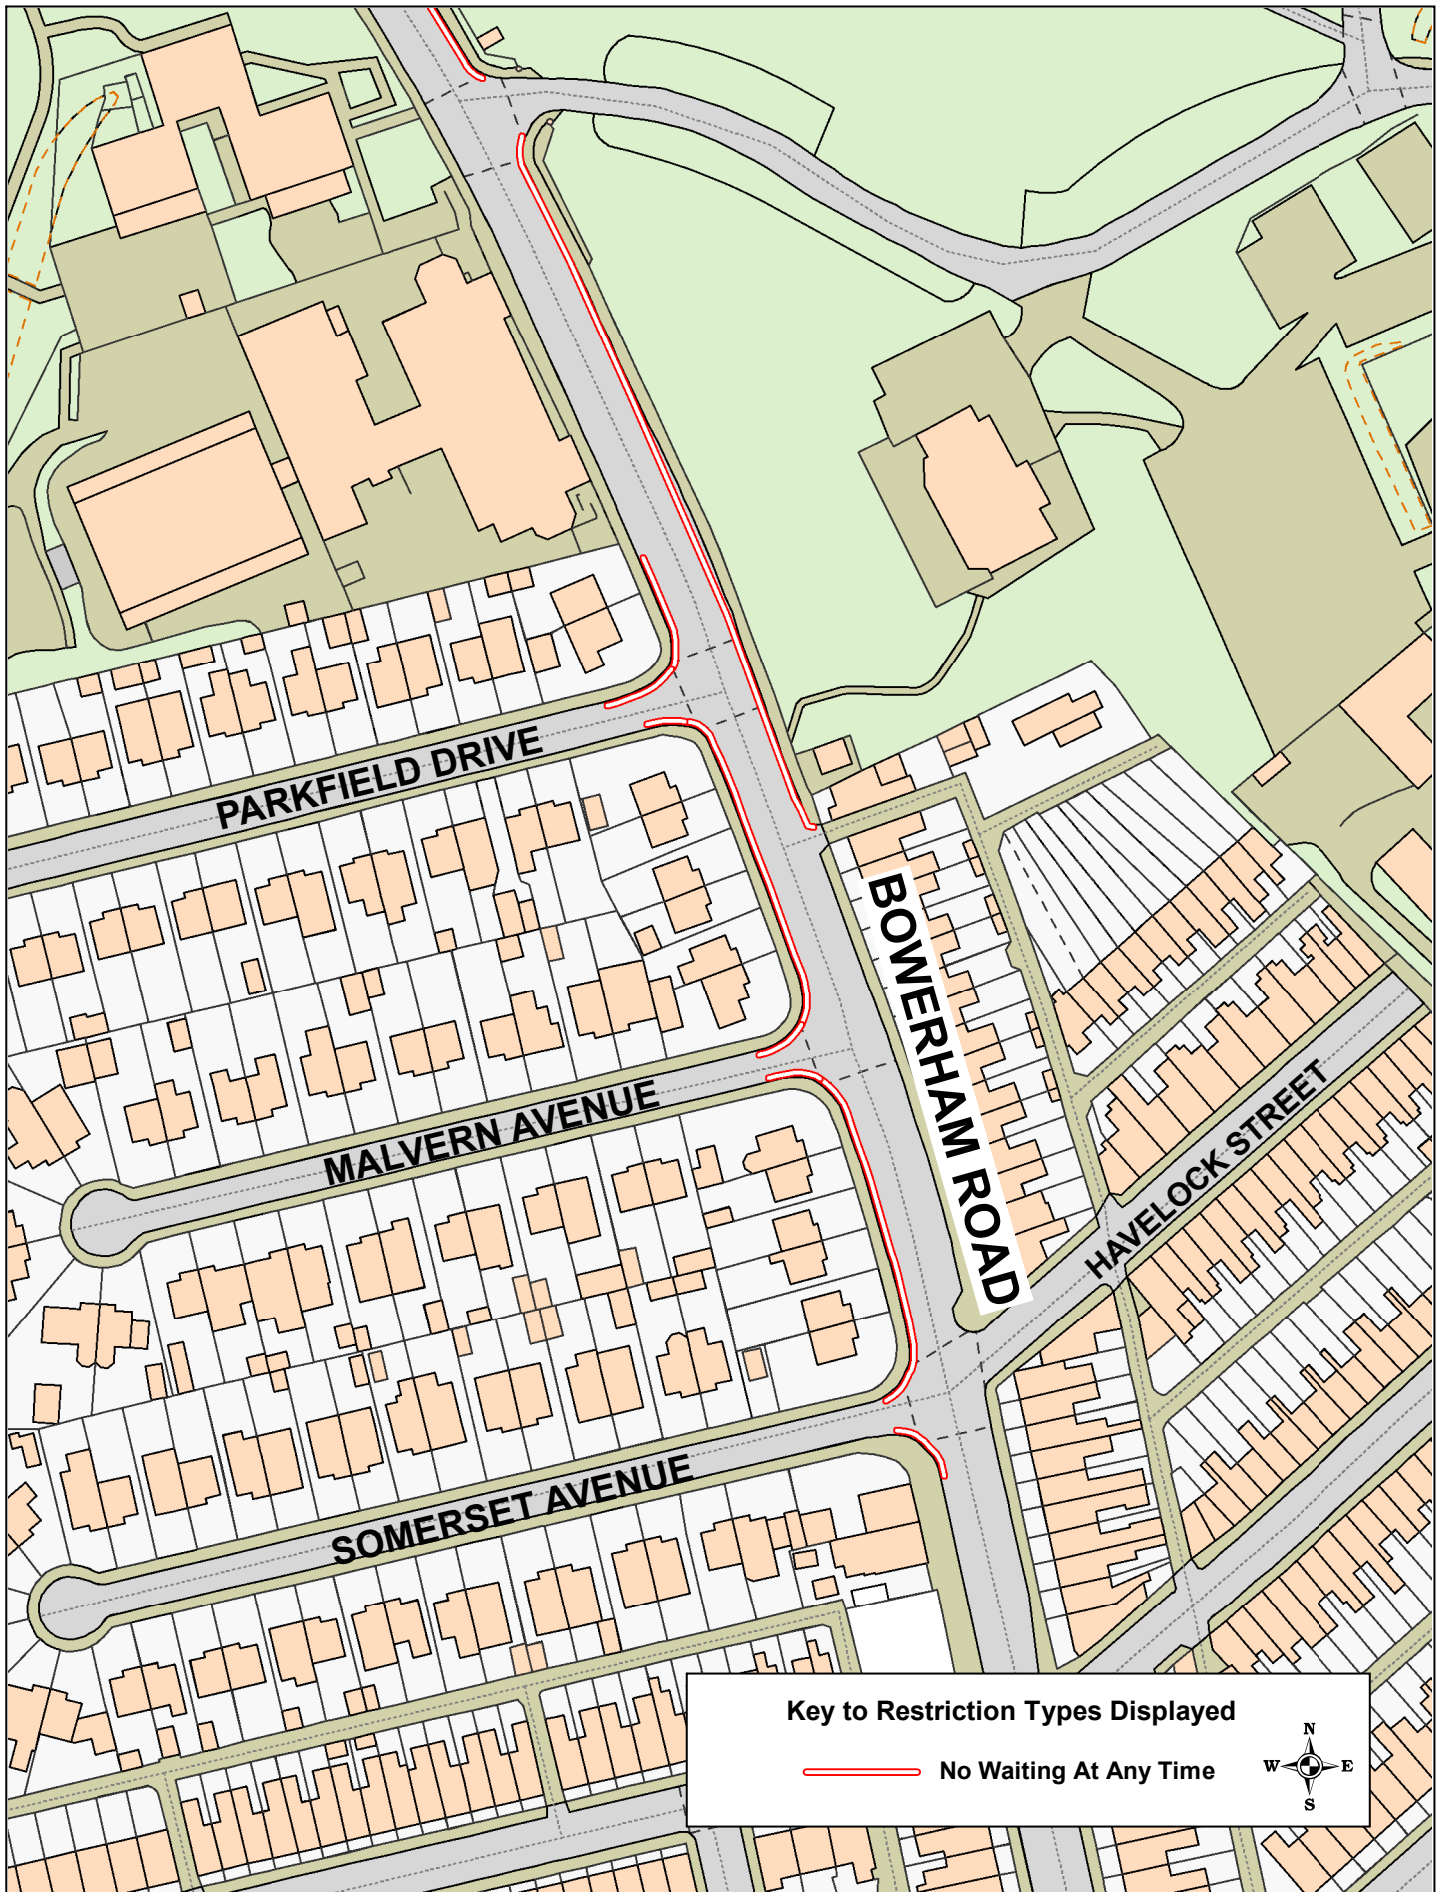 PARKFIELD DRIVE
BOWERHAM ROAD
MALVERN AVENUE
HAVELOCK STREET
SOMERSET AVENUE
Key to Restriction Types Displayed
No Waiting At Any Time
N
W E
S